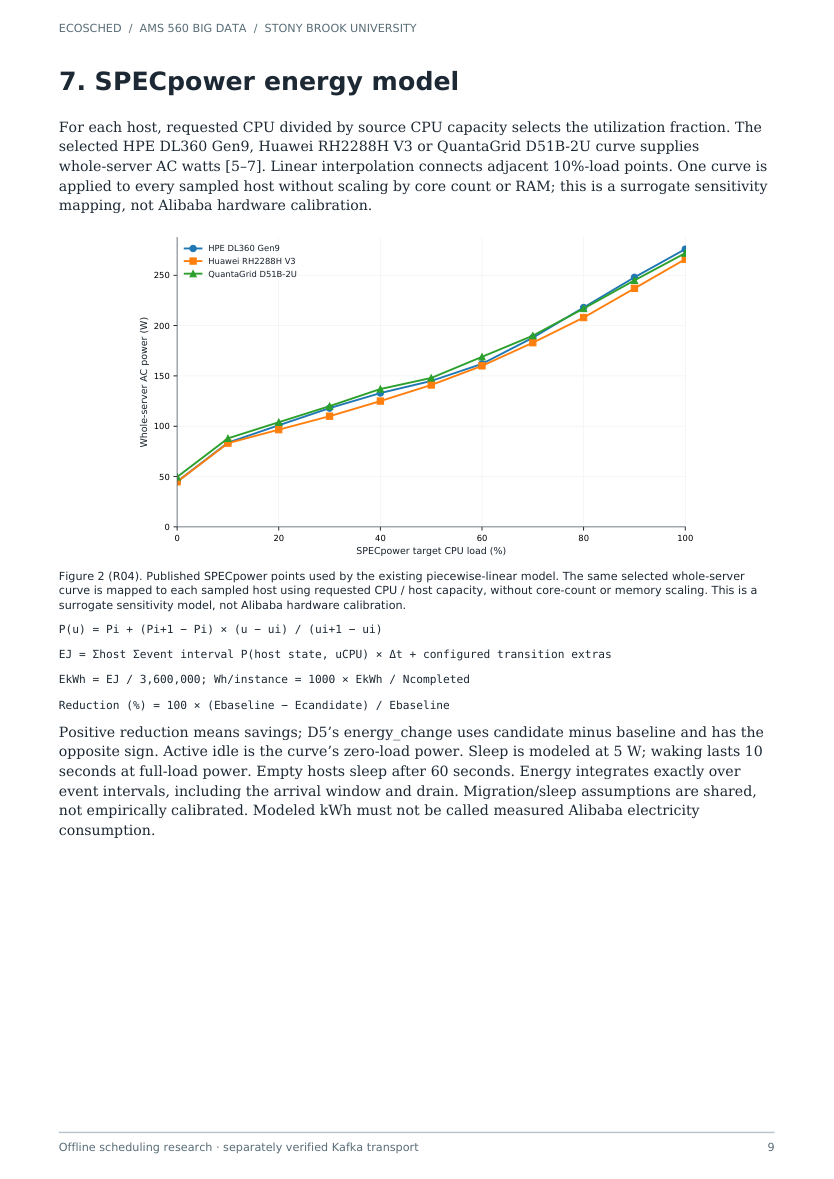 ECOSCHED / AMS 560 BIG DATA / STONY BROOK UNIVERSITY
7. SPECpower energy model
For each host, requested CPU divided by source CPU capacity selects the utilization fraction. The
selected HPE DL360 Gen9, Huawei RH2288H V3 or QuantaGrid D51B-2U curve supplies
whole-server AC watts [5–7]. Linear interpolation connects adjacent 10%-load points. One curve is
applied to every sampled host without scaling by core count or RAM; this is a surrogate sensitivity
mapping, not Alibaba hardware calibration.
HPE DL360 Gen9
Huawei RH2288H V3
QuantaGrid D51B-2U
Whole-server AC power (W)
250
200
150
100
50
0
0 20 40 60 80 100
SPECpower target CPU load (%)
Figure 2 (R04). Published SPECpower points used by the existing piecewise-linear model. The same selected whole-server
curve is mapped to each sampled host using requested CPU / host capacity, without core-count or memory scaling. This is a
surrogate sensitivity model, not Alibaba hardware calibration.
P(u) = Pi + (Pi+1 − Pi) × (u − ui) / (ui+1 − ui)
EJ = Σhost Σevent interval P(host state, uCPU) × Δt + configured transition extras
EkWh = EJ / 3,600,000; Wh/instance = 1000 × EkWh / Ncompleted
Reduction (%) = 100 × (Ebaseline − Ecandidate) / Ebaseline
Positive reduction means savings; D5’s energy_change uses candidate minus baseline and has the
opposite sign. Active idle is the curve’s zero-load power. Sleep is modeled at 5 W; waking lasts 10
seconds at full-load power. Empty hosts sleep after 60 seconds. Energy integrates exactly over
event intervals, including the arrival window and drain. Migration/sleep assumptions are shared,
not empirically calibrated. Modeled kWh must not be called measured Alibaba electricity
consumption.
Offline scheduling research · separately verified Kafka transport
9